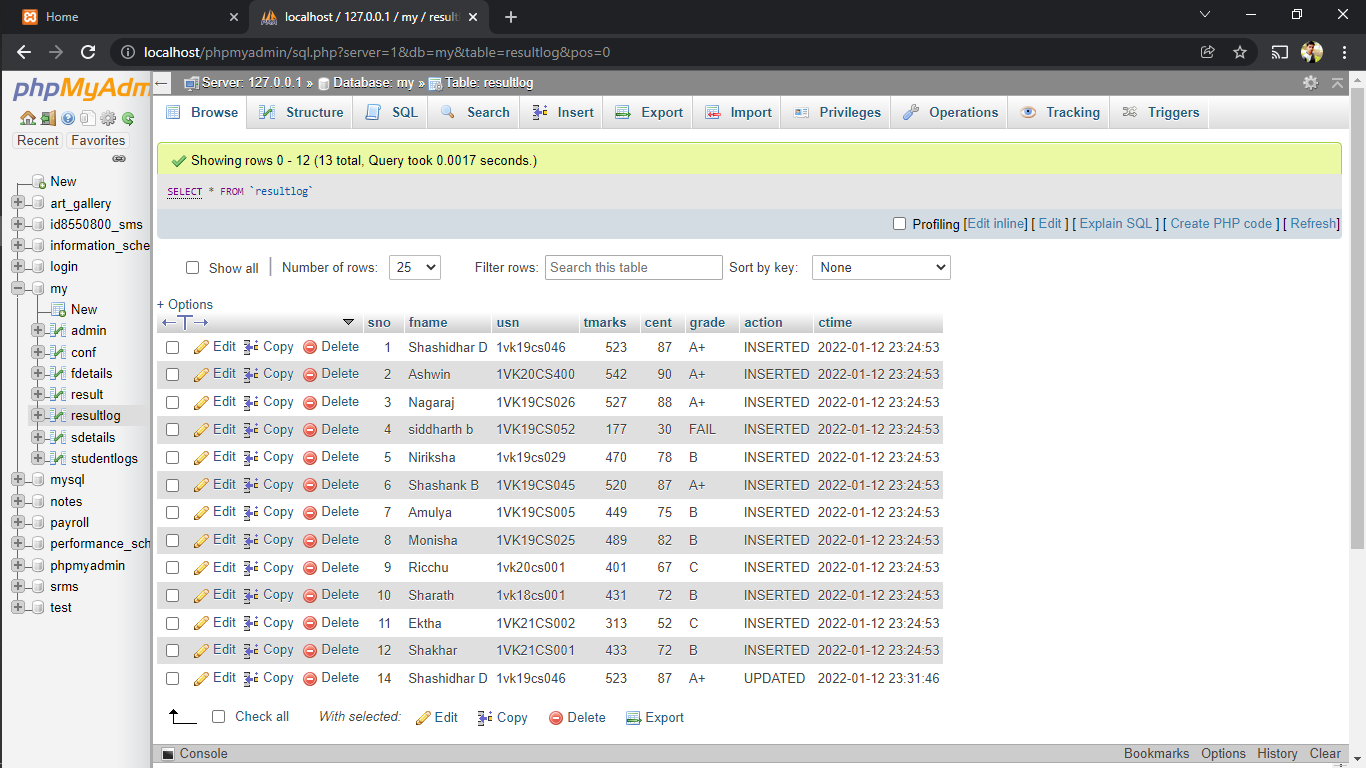 Home
localhost / 127.0.0.1 / my / result
localhost/phpmyadmin/sql.php?server=1&db=my&table=resultlog&pos=0
phpMyAdm
Recent Favorites
New
art_gallery
id8550800_sms
information_sche
login
my
New
admin
conf
fdetails
result
resultlog
sdetails
studentlogs
mysql
notes
payroll
performance_sch
phpmyadmin
srms
test
Server: 127.0.0.1 » Database: my » Table: resultlog
Browse Structure SQL Search Insert Export Import Privileges Operations Tracking Triggers
Showing rows 0 - 12 (13 total, Query took 0.0017 seconds.)
SELECT * FROM `resultlog`
Profiling [Edit inline] [ Edit ] [ Explain SQL ] [ Create PHP code ] [ Refresh]
Show all Number of rows: 25 Filter rows: Search this table Sort by key: None
+ Options
sno fname usn tmarks cent grade action ctime
Edit Copy Delete 1 Shashidhar D 1vk19cs046 523 87 A+ INSERTED 2022-01-12 23:24:53
Edit Copy Delete 2 Ashwin 1VK20CS400 542 90 A+ INSERTED 2022-01-12 23:24:53
Edit Copy Delete 3 Nagaraj 1VK19CS026 527 88 A+ INSERTED 2022-01-12 23:24:53
Edit Copy Delete 4 siddharth b 1VK19CS052 177 30 FAIL INSERTED 2022-01-12 23:24:53
Edit Copy Delete 5 Niriksha 1vk19cs029 470 78 B INSERTED 2022-01-12 23:24:53
Edit Copy Delete 6 Shashank B 1VK19CS045 520 87 A+ INSERTED 2022-01-12 23:24:53
Edit Copy Delete 7 Amulya 1VK19CS005 449 75 B INSERTED 2022-01-12 23:24:53
Edit Copy Delete 8 Monisha 1VK19CS025 489 82 B INSERTED 2022-01-12 23:24:53
Edit Copy Delete 9 Ricchu 1vk20cs001 401 67 C INSERTED 2022-01-12 23:24:53
Edit Copy Delete 10 Sharath 1vk18cs001 431 72 B INSERTED 2022-01-12 23:24:53
Edit Copy Delete 11 Ektha 1VK21CS002 313 52 C INSERTED 2022-01-12 23:24:53
Edit Copy Delete 12 Shakhar 1VK21CS001 433 72 B INSERTED 2022-01-12 23:24:53
Edit Copy Delete 14 Shashidhar D 1vk19cs046 523 87 A+ UPDATED 2022-01-12 23:31:46
Check all With selected: Edit Copy Delete Export
Console Bookmarks Options History Clear